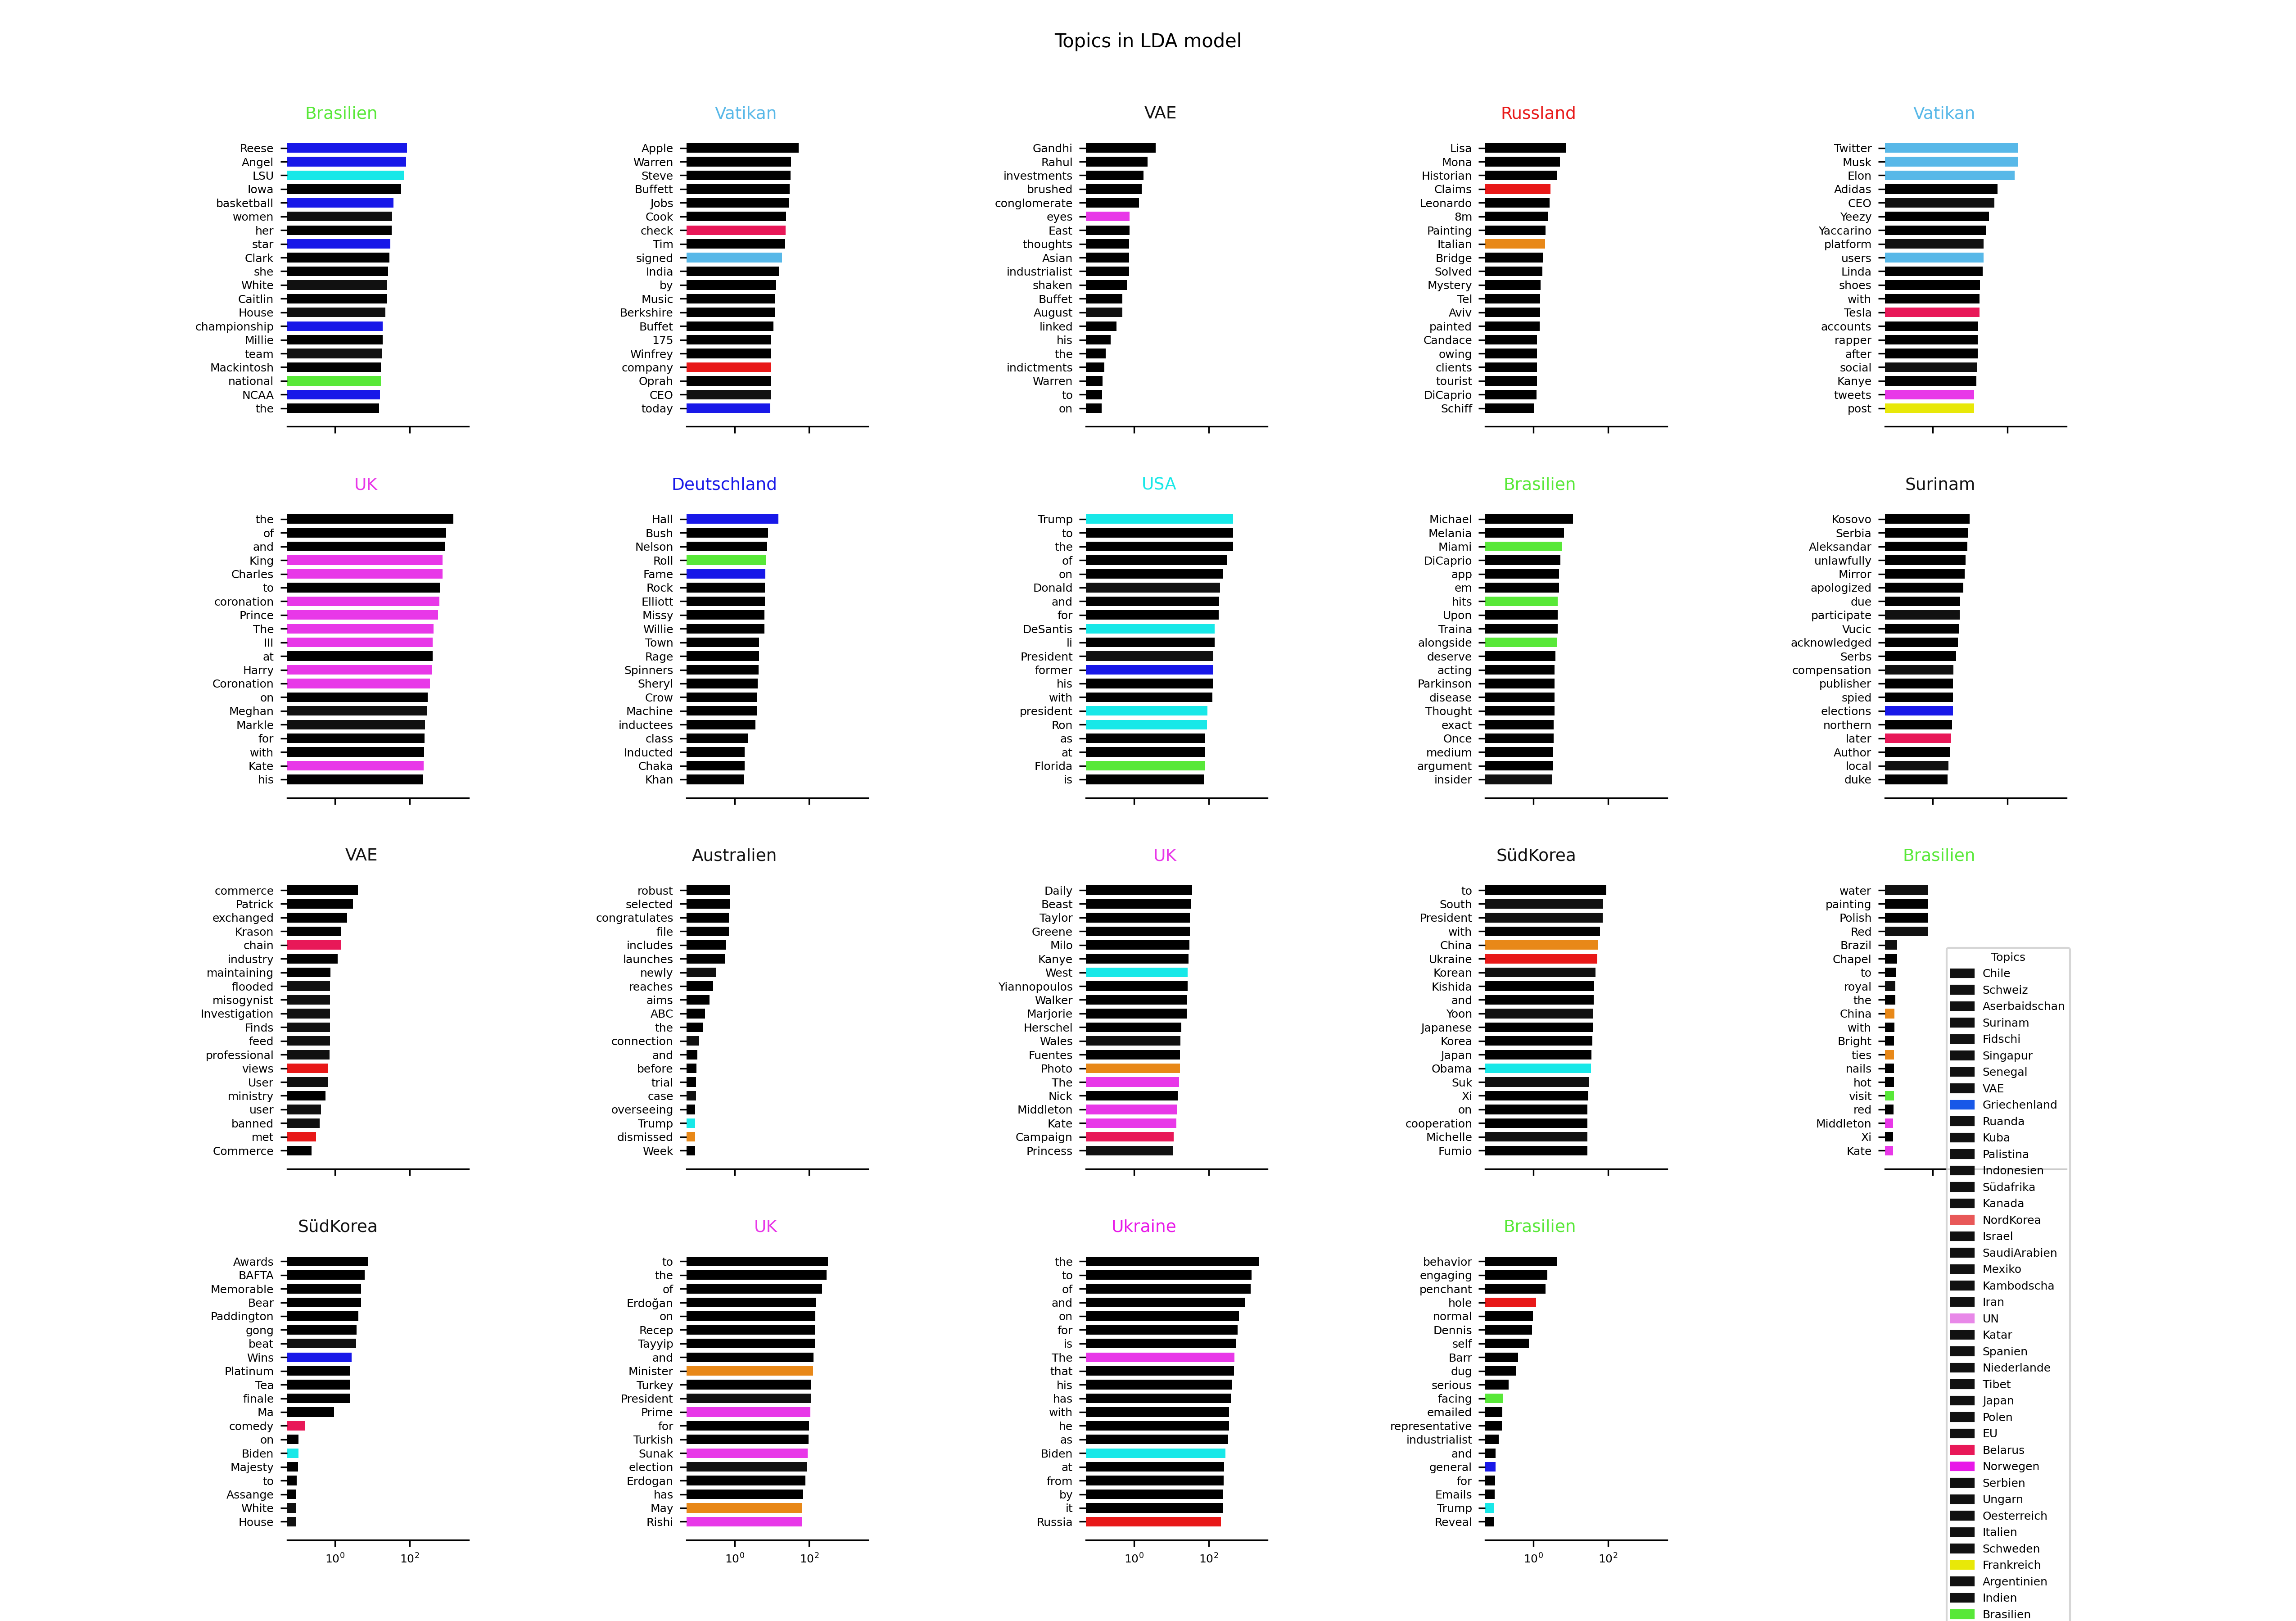 Topics in LDA model
Brasilien
Reese
Angel
LSU
Iowa
basketball
women
her
star
Clark
she
White
Caitlin
House
championship
Millie
team
Mackintosh
national
NCAA
the
Vatikan
Apple
Warren
Steve
Buffett
Jobs
Cook
check
Tim
signed
India
by
Music
Berkshire
Buffet
175
Winfrey
company
Oprah
CEO
today
VAE
Gandhi
Rahul
investments
brushed
conglomerate
eyes
East
thoughts
Asian
industrialist
shaken
Buffet
August
linked
his
the
indictments
Warren
to
on
Russland
Lisa
Mona
Historian
Claims
Leonardo
8m
Painting
Italian
Bridge
Solved
Mystery
Tel
Aviv
painted
Candace
owing
clients
tourist
DiCaprio
Schiff
Vatikan
Twitter
Musk
Elon
Adidas
CEO
Yeezy
Yaccarino
platform
users
Linda
shoes
with
Tesla
accounts
rapper
after
social
Kanye
tweets
post
UK
the
of
and
King
Charles
to
coronation
Prince
The
III
at
Harry
Coronation
on
Meghan
Markle
for
with
Kate
his
Deutschland
Hall
Bush
Nelson
Roll
Fame
Rock
Elliott
Missy
Willie
Town
Rage
Spinners
Sheryl
Crow
Machine
inductees
class
Inducted
Chaka
Khan
USA
Trump
to
the
of
on
Donald
and
for
DeSantis
li
President
former
his
with
president
Ron
as
at
Florida
is
Brasilien
Michael
Melania
Miami
DiCaprio
app
em
hits
Upon
Traina
alongside
deserve
acting
Parkinson
disease
Thought
exact
Once
medium
argument
insider
Surinam
Kosovo
Serbia
Aleksandar
unlawfully
Mirror
apologized
due
participate
Vucic
acknowledged
Serbs
compensation
publisher
spied
elections
northern
later
Author
local
duke
VAE
commerce
Patrick
exchanged
Krason
chain
industry
maintaining
flooded
misogynist
Investigation
Finds
feed
professional
views
User
ministry
user
banned
met
Commerce
Australien
robust
selected
congratulates
file
includes
launches
newly
reaches
aims
ABC
the
connection
and
before
trial
case
overseeing
Trump
dismissed
Week
UK
Daily
Beast
Taylor
Greene
Milo
Kanye
West
Yiannopoulos
Walker
Marjorie
Herschel
Wales
Fuentes
Photo
The
Nick
Middleton
Kate
Campaign
Princess
SüdKorea
to
South
President
with
China
Ukraine
Korean
Kishida
and
Yoon
Japanese
Korea
Japan
Obama
Suk
Xi
on
cooperation
Michelle
Fumio
Brasilien
water
painting
Polish
Red
Brazil
Chapel
to
royal
the
China
with
Bright
ties
nails
hot
visit
red
Middleton
Xi
Kate
SüdKorea
Awards
BAFTA
Memorable
Bear
Paddington
gong
beat
Wins
Platinum
Tea
finale
Ma
comedy
on
Biden
Majesty
to
Assange
White
House
10⁰ 10²
UK
to
the
of
Erdoğan
on
Recep
Tayyip
and
Minister
Turkey
President
Prime
for
Turkish
Sunak
election
Erdogan
has
May
Rishi
10⁰ 10²
Ukraine
the
to
of
and
on
for
is
The
that
his
has
with
he
as
Biden
at
from
by
it
Russia
10⁰ 10²
Brasilien
behavior
engaging
penchant
hole
normal
Dennis
self
Barr
dug
serious
facing
emailed
representative
industrialist
and
general
for
Emails
Trump
Reveal
10⁰ 10²
Topics
Chile
Schweiz
Aserbaidschan
Surinam
Fidschi
Singapur
Senegal
VAE
Griechenland
Ruanda
Kuba
Palistina
Indonesien
Südafrika
Kanada
NordKorea
Israel
SaudiArabien
Mexiko
Kambodscha
Iran
UN
Katar
Spanien
Niederlande
Tibet
Japan
Polen
EU
Belarus
Norwegen
Serbien
Ungarn
Oesterreich
Italien
Schweden
Frankreich
Argentinien
Indien
Brasilien